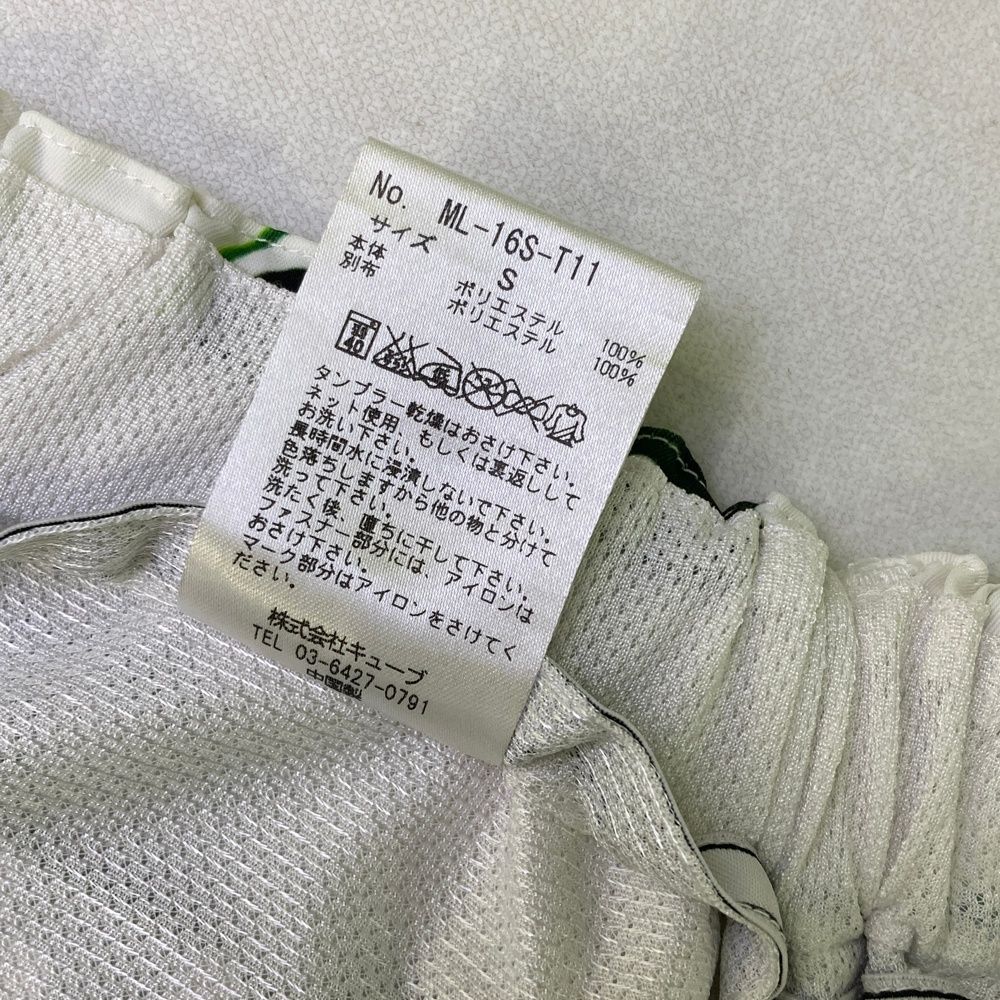 No. ML-16S-T11
サイズ S
本体 ポリエステル 100%
別布 ポリエステル 100%
40
タンブラー乾燥はおさけ下さい。
ネット使用、もしくは裏返しして
お洗い下さい。
長時間水に浸漬しないで下さい。
色落ちしますから他の物と分けて
洗って下さい。
洗たく後、直ちに干して下さい。
ファスナー部分には、アイロンは
おさけ下さい。
マーク部分はアイロンをさけてく
ださい。
株式会社キューブ
TEL 03-6427-0791
中国製